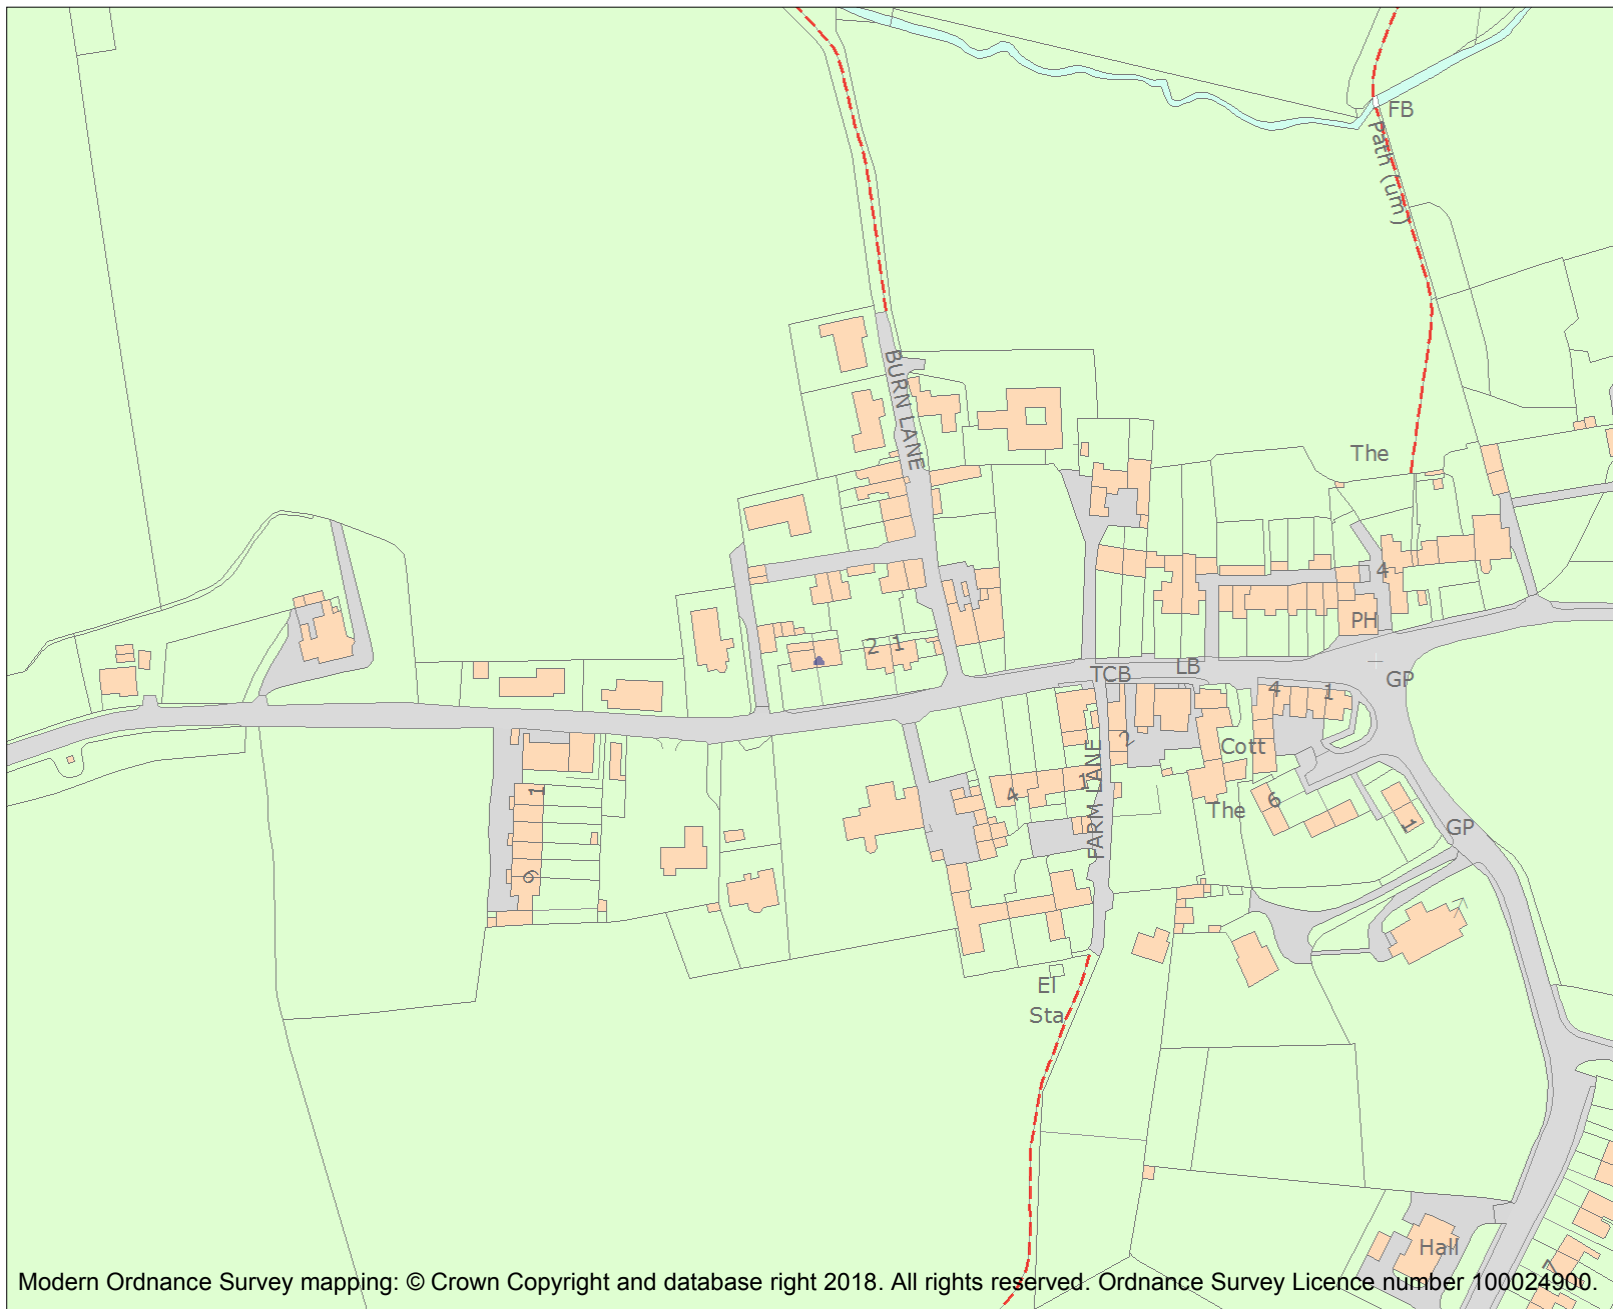 FB
Path (um)
BURN LANE
The
4
PH
2 1
TCB
LB
GP
4 1
2
Cott
FARM LANE
1
4
1
6
The
1
GP
6
El
Sta
Hall
7
Modern Ordnance Survey mapping: © Crown Copyright and database right 2018. All rights reserved. Ordnance Survey Licence number 100024900.